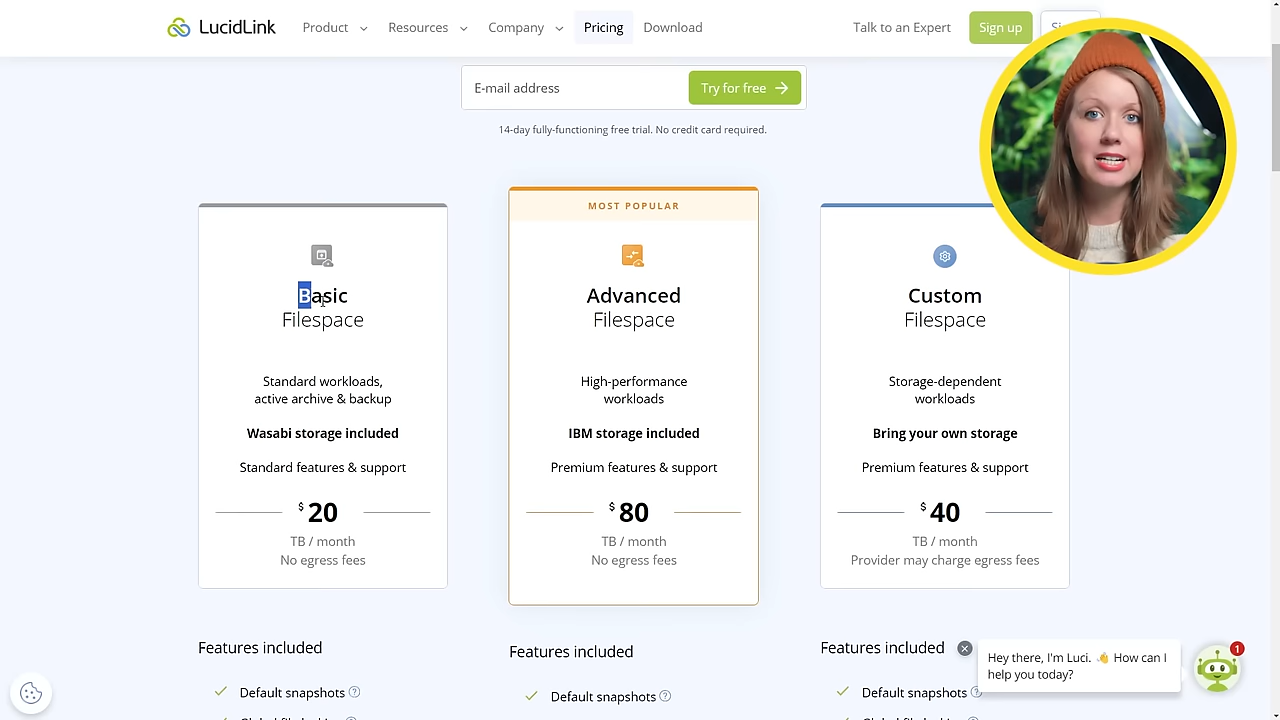 LucidLink
Product
Resources
Company
Pricing
Download
Talk to an Expert
Sign up
E-mail address
Try for free
14-day fully-functioning free trial. No credit card required.
MOST POPULAR
Basic
Filespace
Standard workloads,
active archive & backup
Wasabi storage included
Standard features & support
$20
TB / month
No egress fees
Advanced
Filespace
High-performance
workloads
IBM storage included
Premium features & support
$80
TB / month
No egress fees
Custom
Filespace
Storage-dependent
workloads
Bring your own storage
Premium features & support
$40
TB / month
Provider may charge egress fees
Features included
Default snapshots
Features included
Default snapshots
Features included
Default snapshots
Hey there, I'm Luci. 👋 How can I
help you today?
1